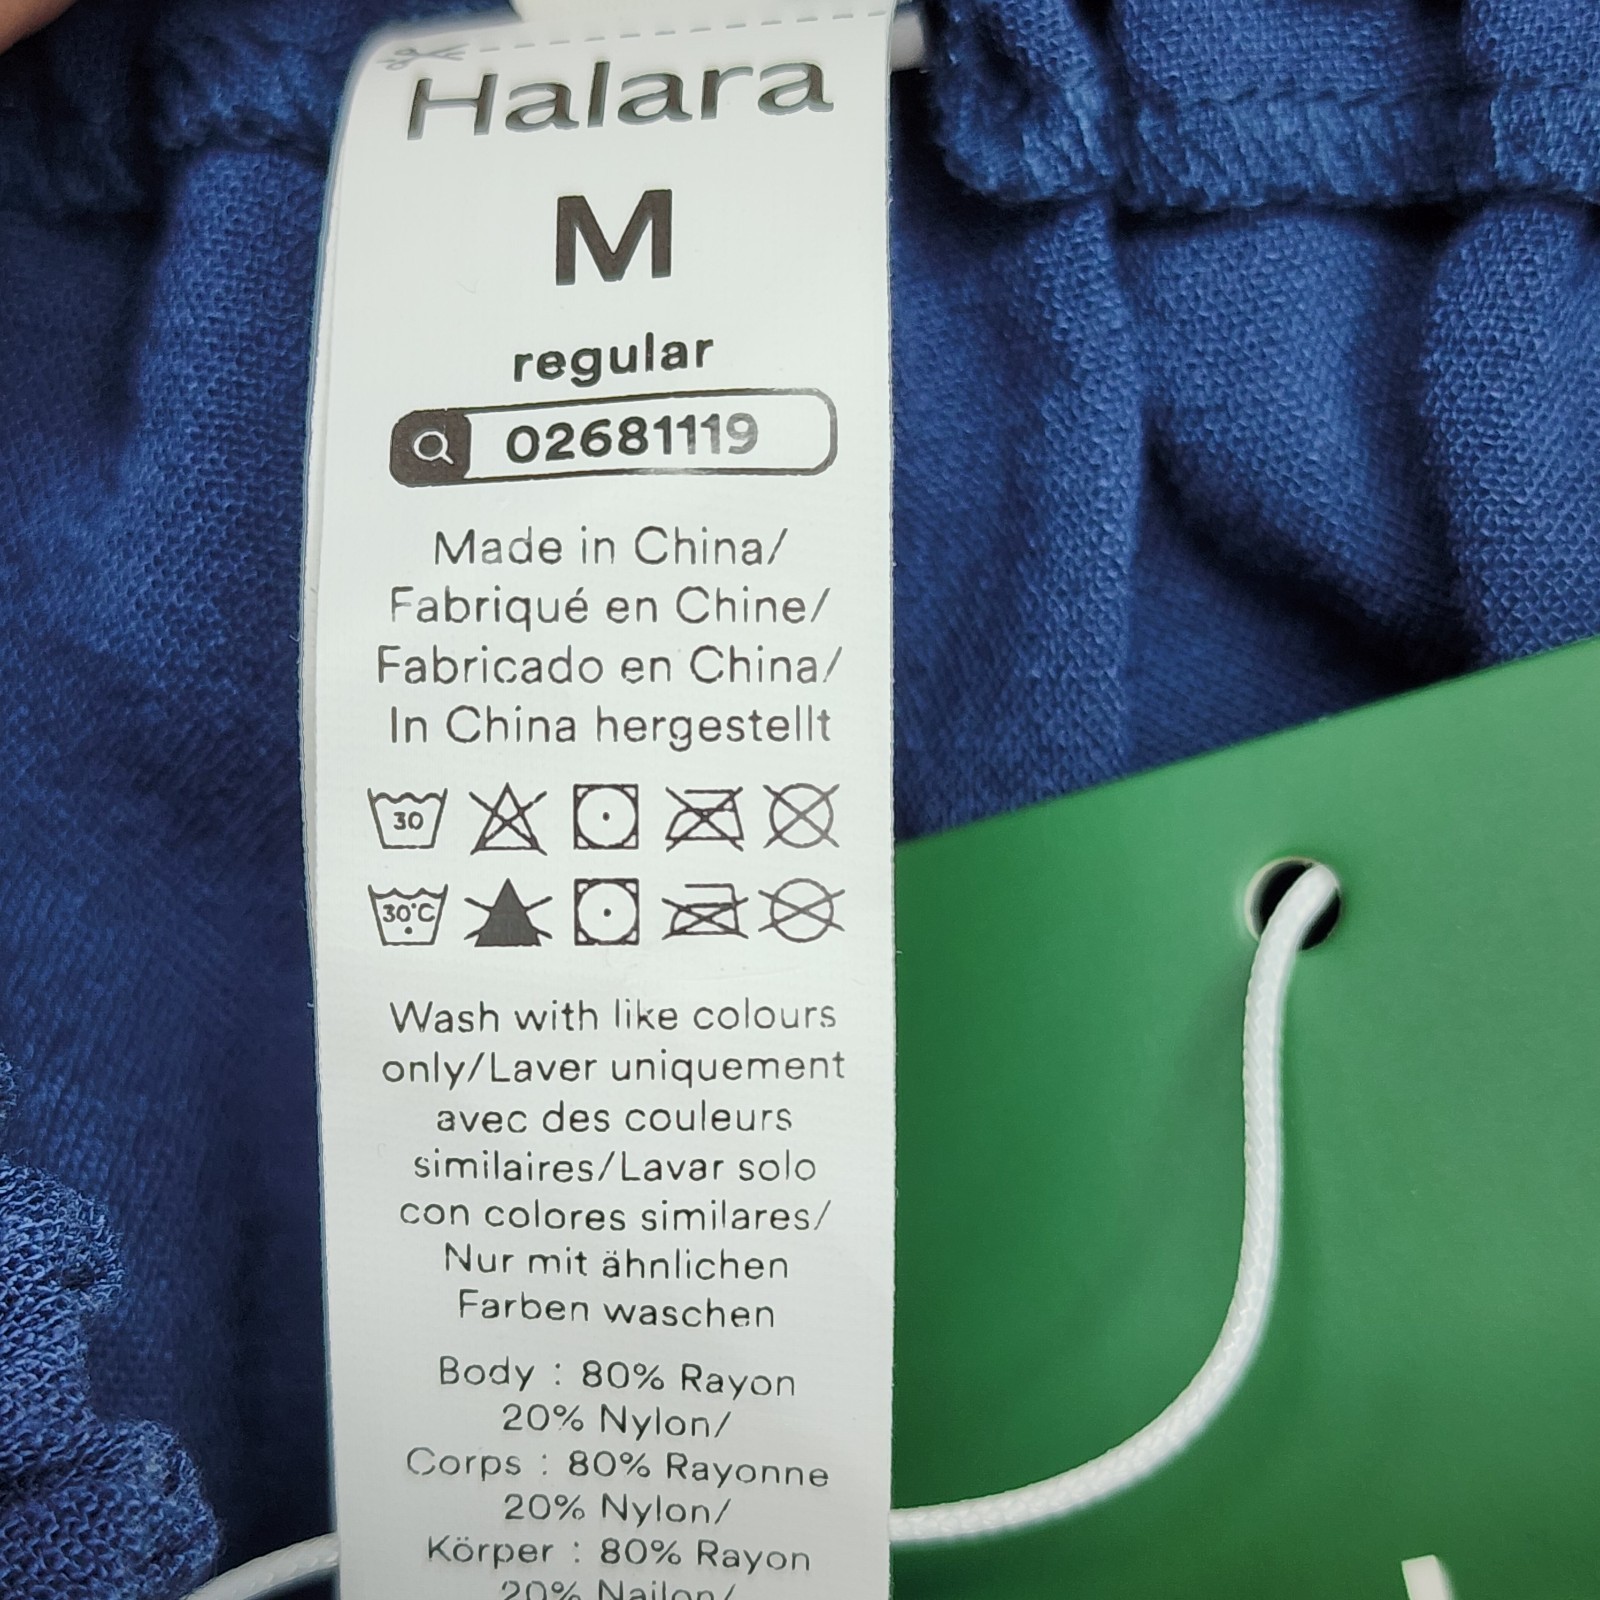 Halara
M
regular
02681119
Made in China/
Fabriqué en Chine/
Fabricado en China/
In China hergestellt
30
30°C
Wash with like colours
only/Laver uniquement
avec des couleurs
similaires/Lavar solo
con colores similares/
Nur mit ähnlichen
Farben waschen
Body : 80% Rayon
20% Nylon/
Corps : 80% Rayonne
20% Nylon/
Körper : 80% Rayon
20% Nailon/